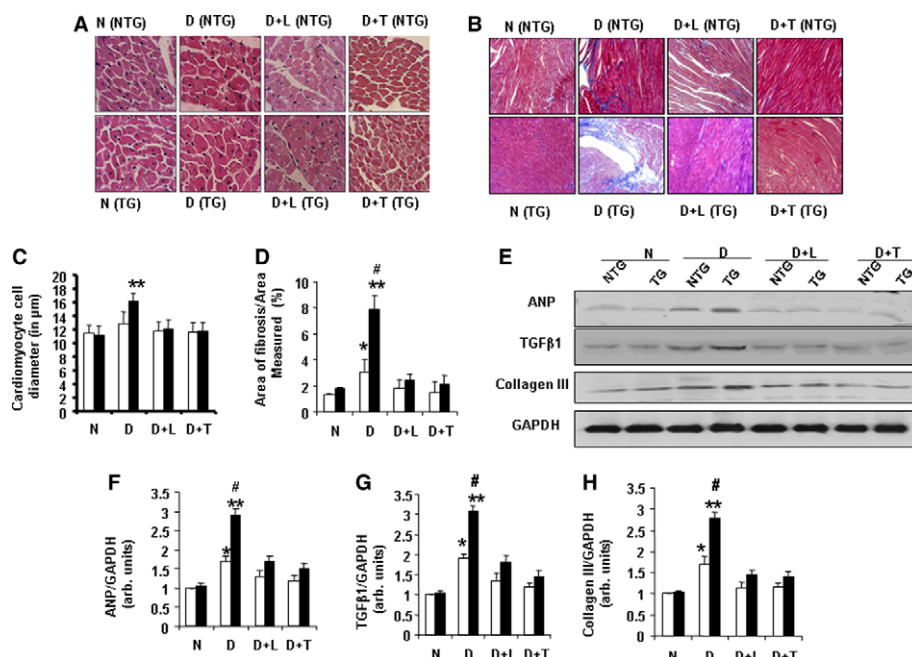 A
N (NTG) D (NTG) D+L (NTG) D+T (NTG)
N (TG) D (TG) D+L (TG) D+T (TG)
B
N (NTG) D (NTG) D+L (NTG) D+T (NTG)
N (TG) D (TG) D+L (TG) D+T (TG)
C
Cardiomyocyte cell
diameter (in µm)
20
18
16
14
12
10
8
6
4
2
0
**
N D D+L D+T
D
Area of fibrosis/Area
Measured (%)
10
8
6
4
2
0
#
**
*
N D D+L D+T
E
N D D+L D+T
NTG TG NTG TG NTG TG NTG TG
ANP
TGFβ1
Collagen III
GAPDH
F
ANP/GAPDH
(arb. units)
3.5
3
2.5
2
1.5
1
0.5
0
#
**
*
N D D+L D+T
G
TGFβ1/GAPDH
(arb. units)
3.5
3
2.5
2
1.5
1
0.5
0
#
**
*
N D D+L D+T
H
Collagen III/GAPDH
(arb. units)
3.5
3
2.5
2
1.5
1
0.5
0
#
**
*
N D D+L D+T